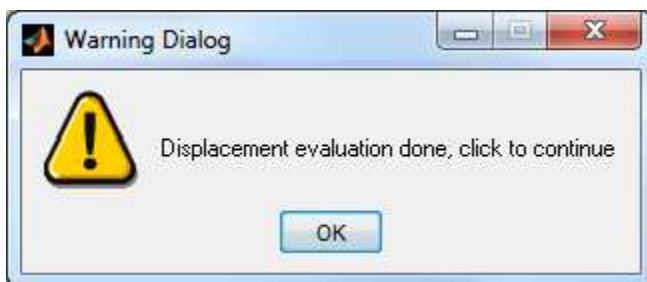 Warning Dialog
Displacement evaluation done, click to continue
OK